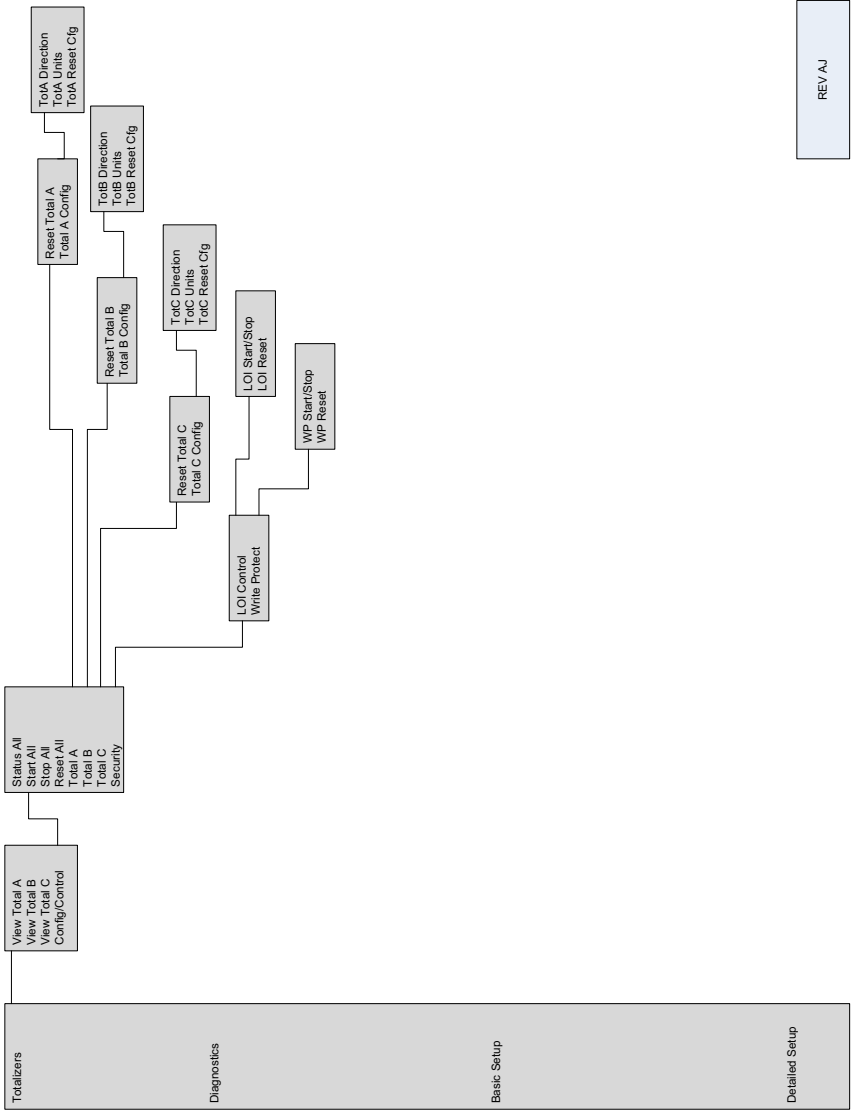 Totalizers
Diagnostics
Basic Setup
Detailed Setup
View Total A
View Total B
View Total C
Config/Control
Status All
Start All
Stop All
Reset All
Total A
Total B
Total C
Security
Reset Total A
Total A Config
TotA Direction
TotA Units
TotA Reset Cfg
Reset Total B
Total B Config
TotB Direction
TotB Units
TotB Reset Cfg
Reset Total C
Total C Config
TotC Direction
TotC Units
TotC Reset Cfg
LOI Control
Write Protect
LOI Start/Stop
LOI Reset
WP Start/Stop
WP Reset
REV AJ